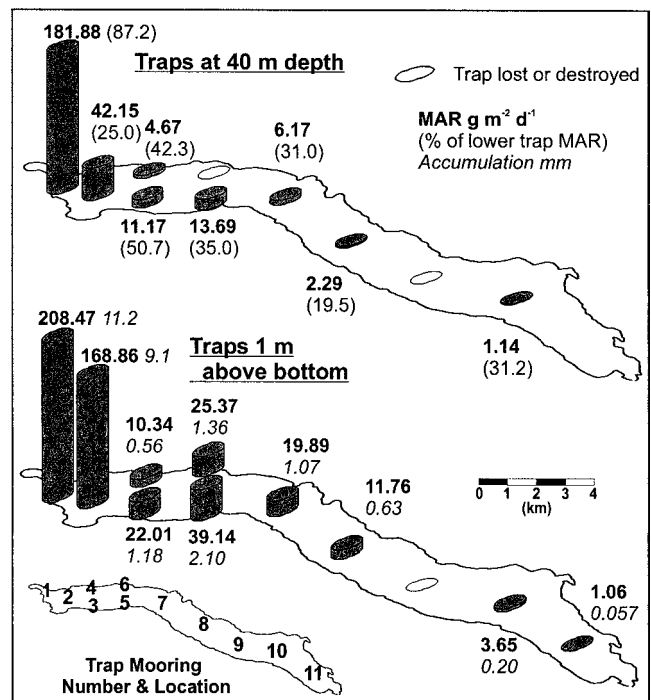 181.88 (87.2)
Traps at 40 m depth
Trap lost or destroyed
42.15
(25.0)
4.67
(42.3)
6.17
(31.0)
MAR g m⁻² d⁻¹
(% of lower trap MAR)
Accumulation mm
11.17
(50.7)
13.69
(35.0)
2.29
(19.5)
1.14
(31.2)
208.47 11.2
168.86 9.1
Traps 1 m
above bottom
10.34
0.56
25.37
1.36
19.89
1.07
11.76
0.63
0 1 2 3 4
(km)
22.01
1.18
39.14
2.10
1.06
0.057
3.65
0.20
1 2 4 3 6 5 7 8 9 10 11
Trap Mooring
Number & Location